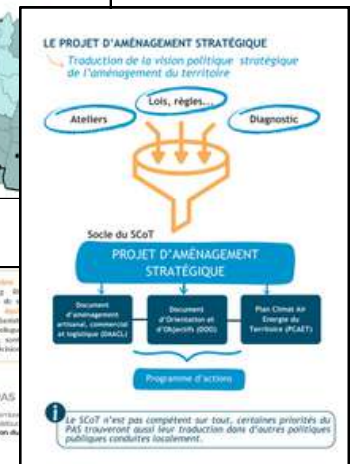 LE PROJET D'AMÉNAGEMENT STRATÉGIQUE
Traduction de la vision politique stratégique
de l'aménagement du territoire
Lois, règles...
Ateliers
Diagnostic
Socle du SCoT
PROJET D'AMÉNAGEMENT
STRATÉGIQUE
Document
d'aménagement
artisanal, commercial
et logistique (DAACL)
Document
d'Orientation et
d'Objectifs (DOO)
Plan Climat Air
Energie du
Territoire (PCAET)
Programme d'actions
Le SCoT n'est pas compétent sur tout, certaines priorités du
PAS trouveront aussi leur traduction dans d'autres politiques
publiques conduites localement.